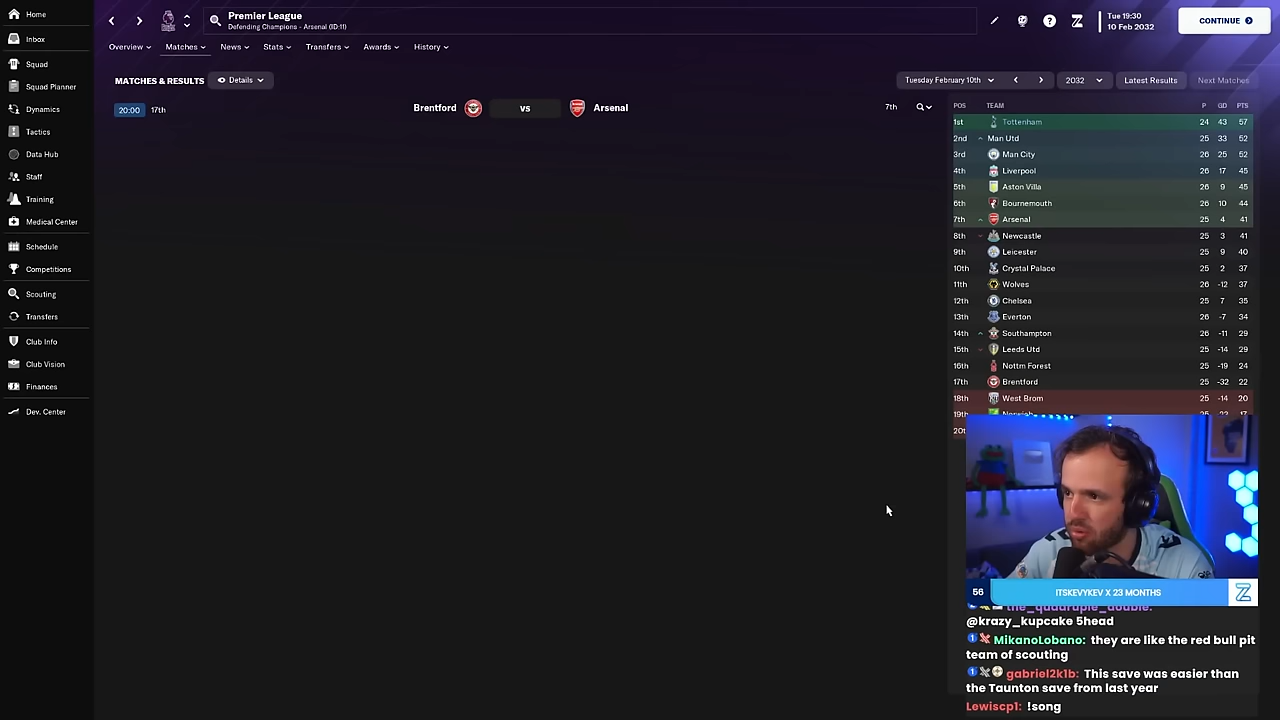 Home
Inbox
Squad
Squad Planner
Dynamics
Tactics
Data Hub
Staff
Training
Medical Center
Schedule
Competitions
Scouting
Transfers
Club Info
Club Vision
Finances
Dev. Center
Premier League
Defending Champions - Arsenal (ID:11)
Tue 19:30
10 Feb 2032
CONTINUE
Overview Matches News Stats Transfers Awards History
MATCHES & RESULTS Details
Tuesday February 10th 2032 Latest Results Next Matches
20:00 17th Brentford vs Arsenal 7th
POS TEAM P GD PTS
1st Tottenham 24 43 57
2nd Man Utd 25 33 52
3rd Man City 26 25 52
4th Liverpool 26 17 45
5th Aston Villa 26 9 45
6th Bournemouth 26 10 44
7th Arsenal 25 4 41
8th Newcastle 25 3 41
9th Leicester 25 9 40
10th Crystal Palace 25 2 37
11th Wolves 26 -12 37
12th Chelsea 25 7 35
13th Everton 26 -7 34
14th Southampton 26 -11 29
15th Leeds Utd 25 -14 29
16th Nottm Forest 25 -19 24
17th Brentford 25 -32 22
18th West Brom 25 -14 20
19th Norwich 25 17
56 ITSKEVYKEV X 23 MONTHS Z
the_quadruple_double:
@krazy_kupcake 5head
MikanoLobano: they are like the red bull pit
team of scouting
gabriel2k1b: This save was easier than
the Taunton save from last year
Lewiscp1: !song